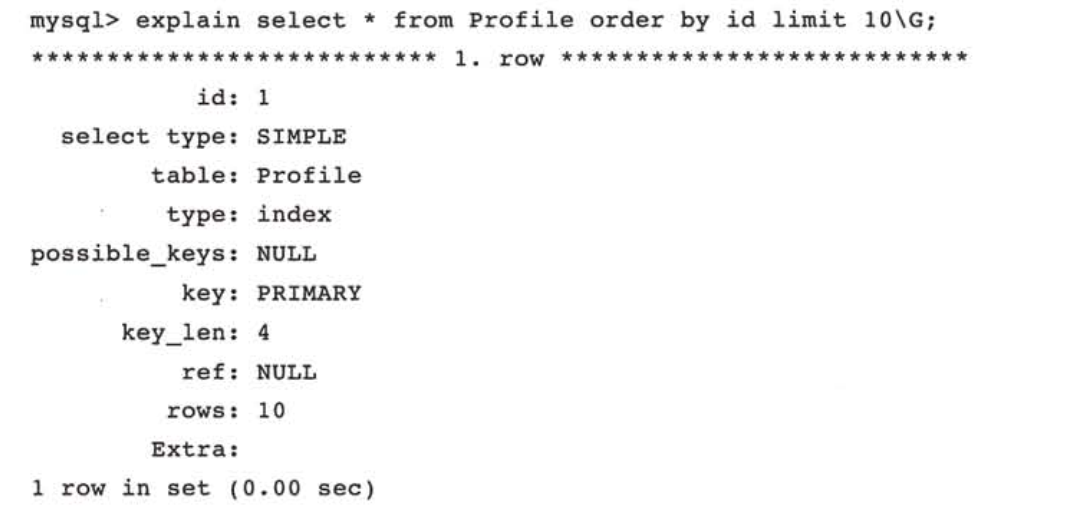 mysql> explain select * from Profile order by id limit 10\G;
*************************** 1. row ***************************
id: 1
select type: SIMPLE
table: Profile
type: index
possible_keys: NULL
key: PRIMARY
key_len: 4
ref: NULL
rows: 10
Extra:
1 row in set (0.00 sec)